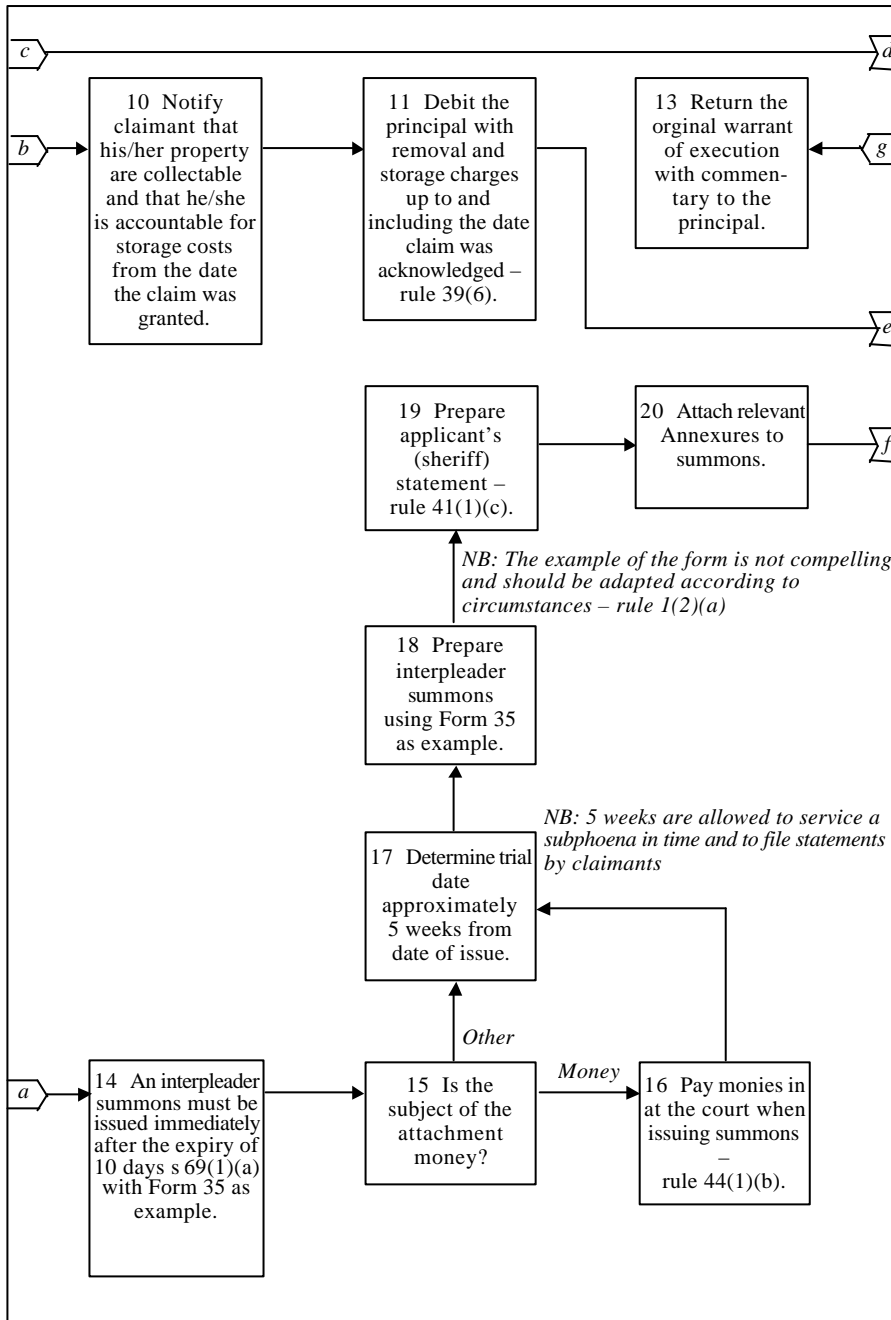 c
d
10 Notify
claimant that
his/her property
are collectable
and that he/she
is accountable for
storage costs
from the date
the claim was
granted.
11 Debit the
principal with
removal and
storage charges
up to and
including the date
claim was
acknowledged –
rule 39(6).
13 Return the
orginal warrant
of execution
with commen-
tary to the
principal.
b
g
e
19 Prepare
applicant's
(sheriff)
statement –
rule 41(1)(c).
20 Attach relevant
Annexures to
summons.
f
NB: The example of the form is not compelling
and should be adapted according to
circumstances – rule 1(2)(a)
18 Prepare
interpleader
summons
using Form 35
as example.
NB: 5 weeks are allowed to service a
subphoena in time and to file statements
by claimants
17 Determine trial
date
approximately
5 weeks from
date of issue.
Other
Money
a
14 An interpleader
summons must be
issued immediately
after the expiry of
10 days s 69(1)(a)
with Form 35 as
example.
15 Is the
subject of the
attachment
money?
16 Pay monies in
at the court when
issuing summons
–
rule 44(1)(b).